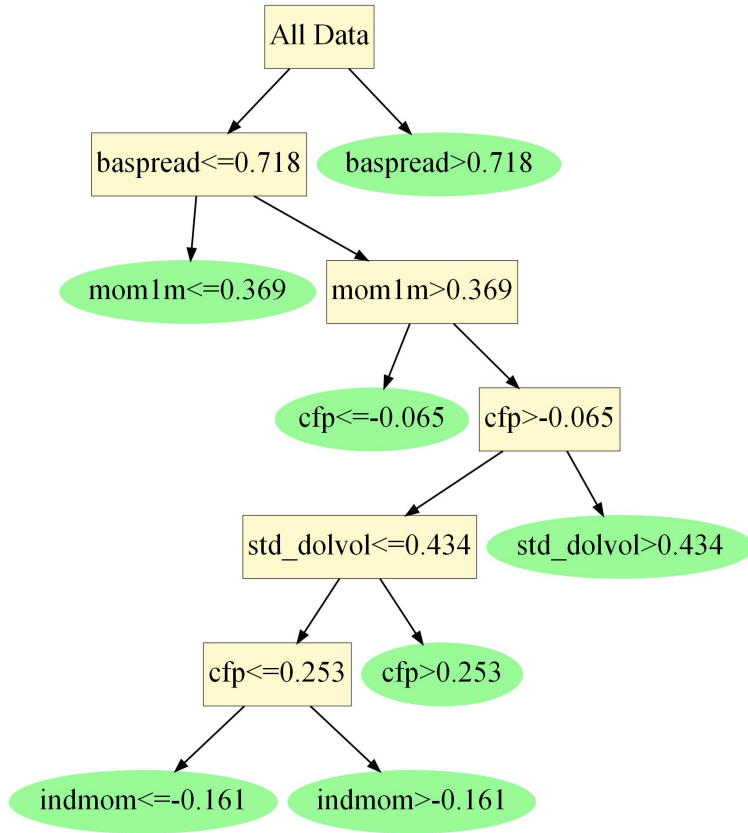 All Data
baspread<=0.718
baspread>0.718
mom1m<=0.369
mom1m>0.369
cfp<=-0.065
cfp>-0.065
std_dolvol<=0.434
std_dolvol>0.434
cfp<=0.253
cfp>0.253
indmom<=-0.161
indmom>-0.161